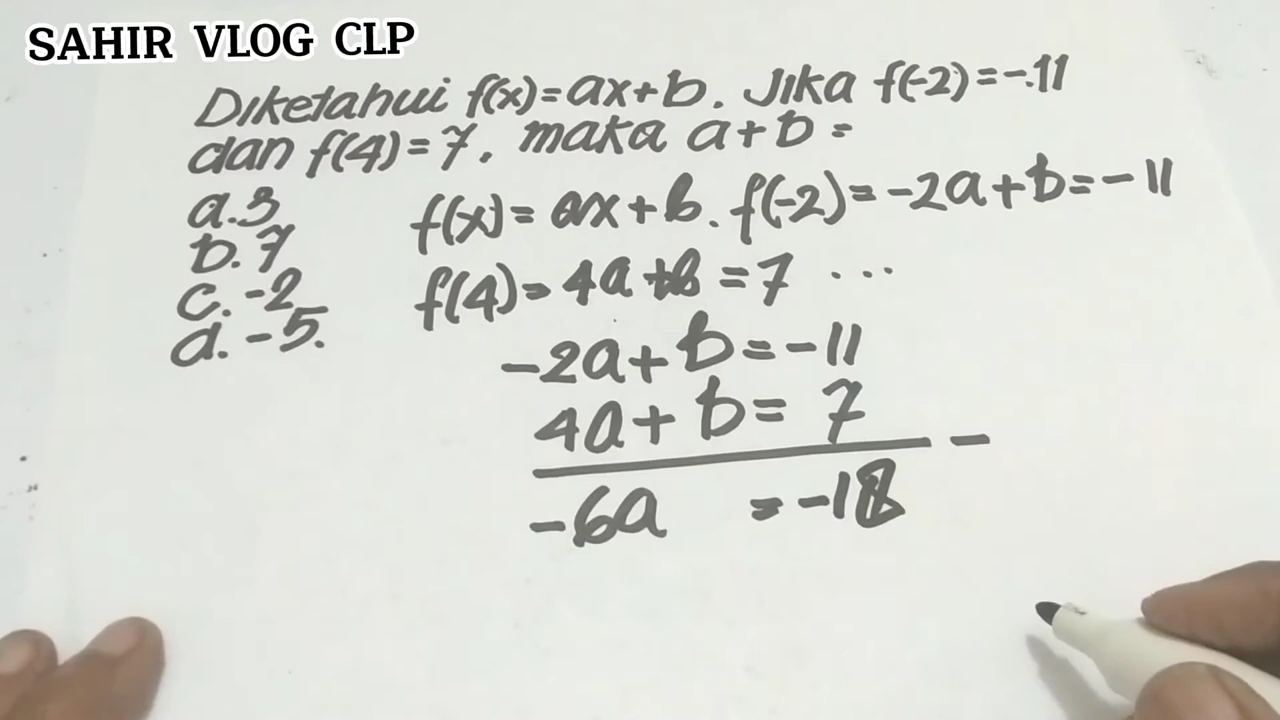 SAHIR VLOG CLP
Diketahui f(x)=ax+b. Jika f(-2)=-11
dan f(4)=7, maka a+b=
a. 3
b. 7
c. -2
d. -5.
f(x)= ax+b. f(-2)= -2a+b=-11
f(4)= 4a+b=7 ...
-2a+b=-11
4a+b= 7
-
-6a = -18